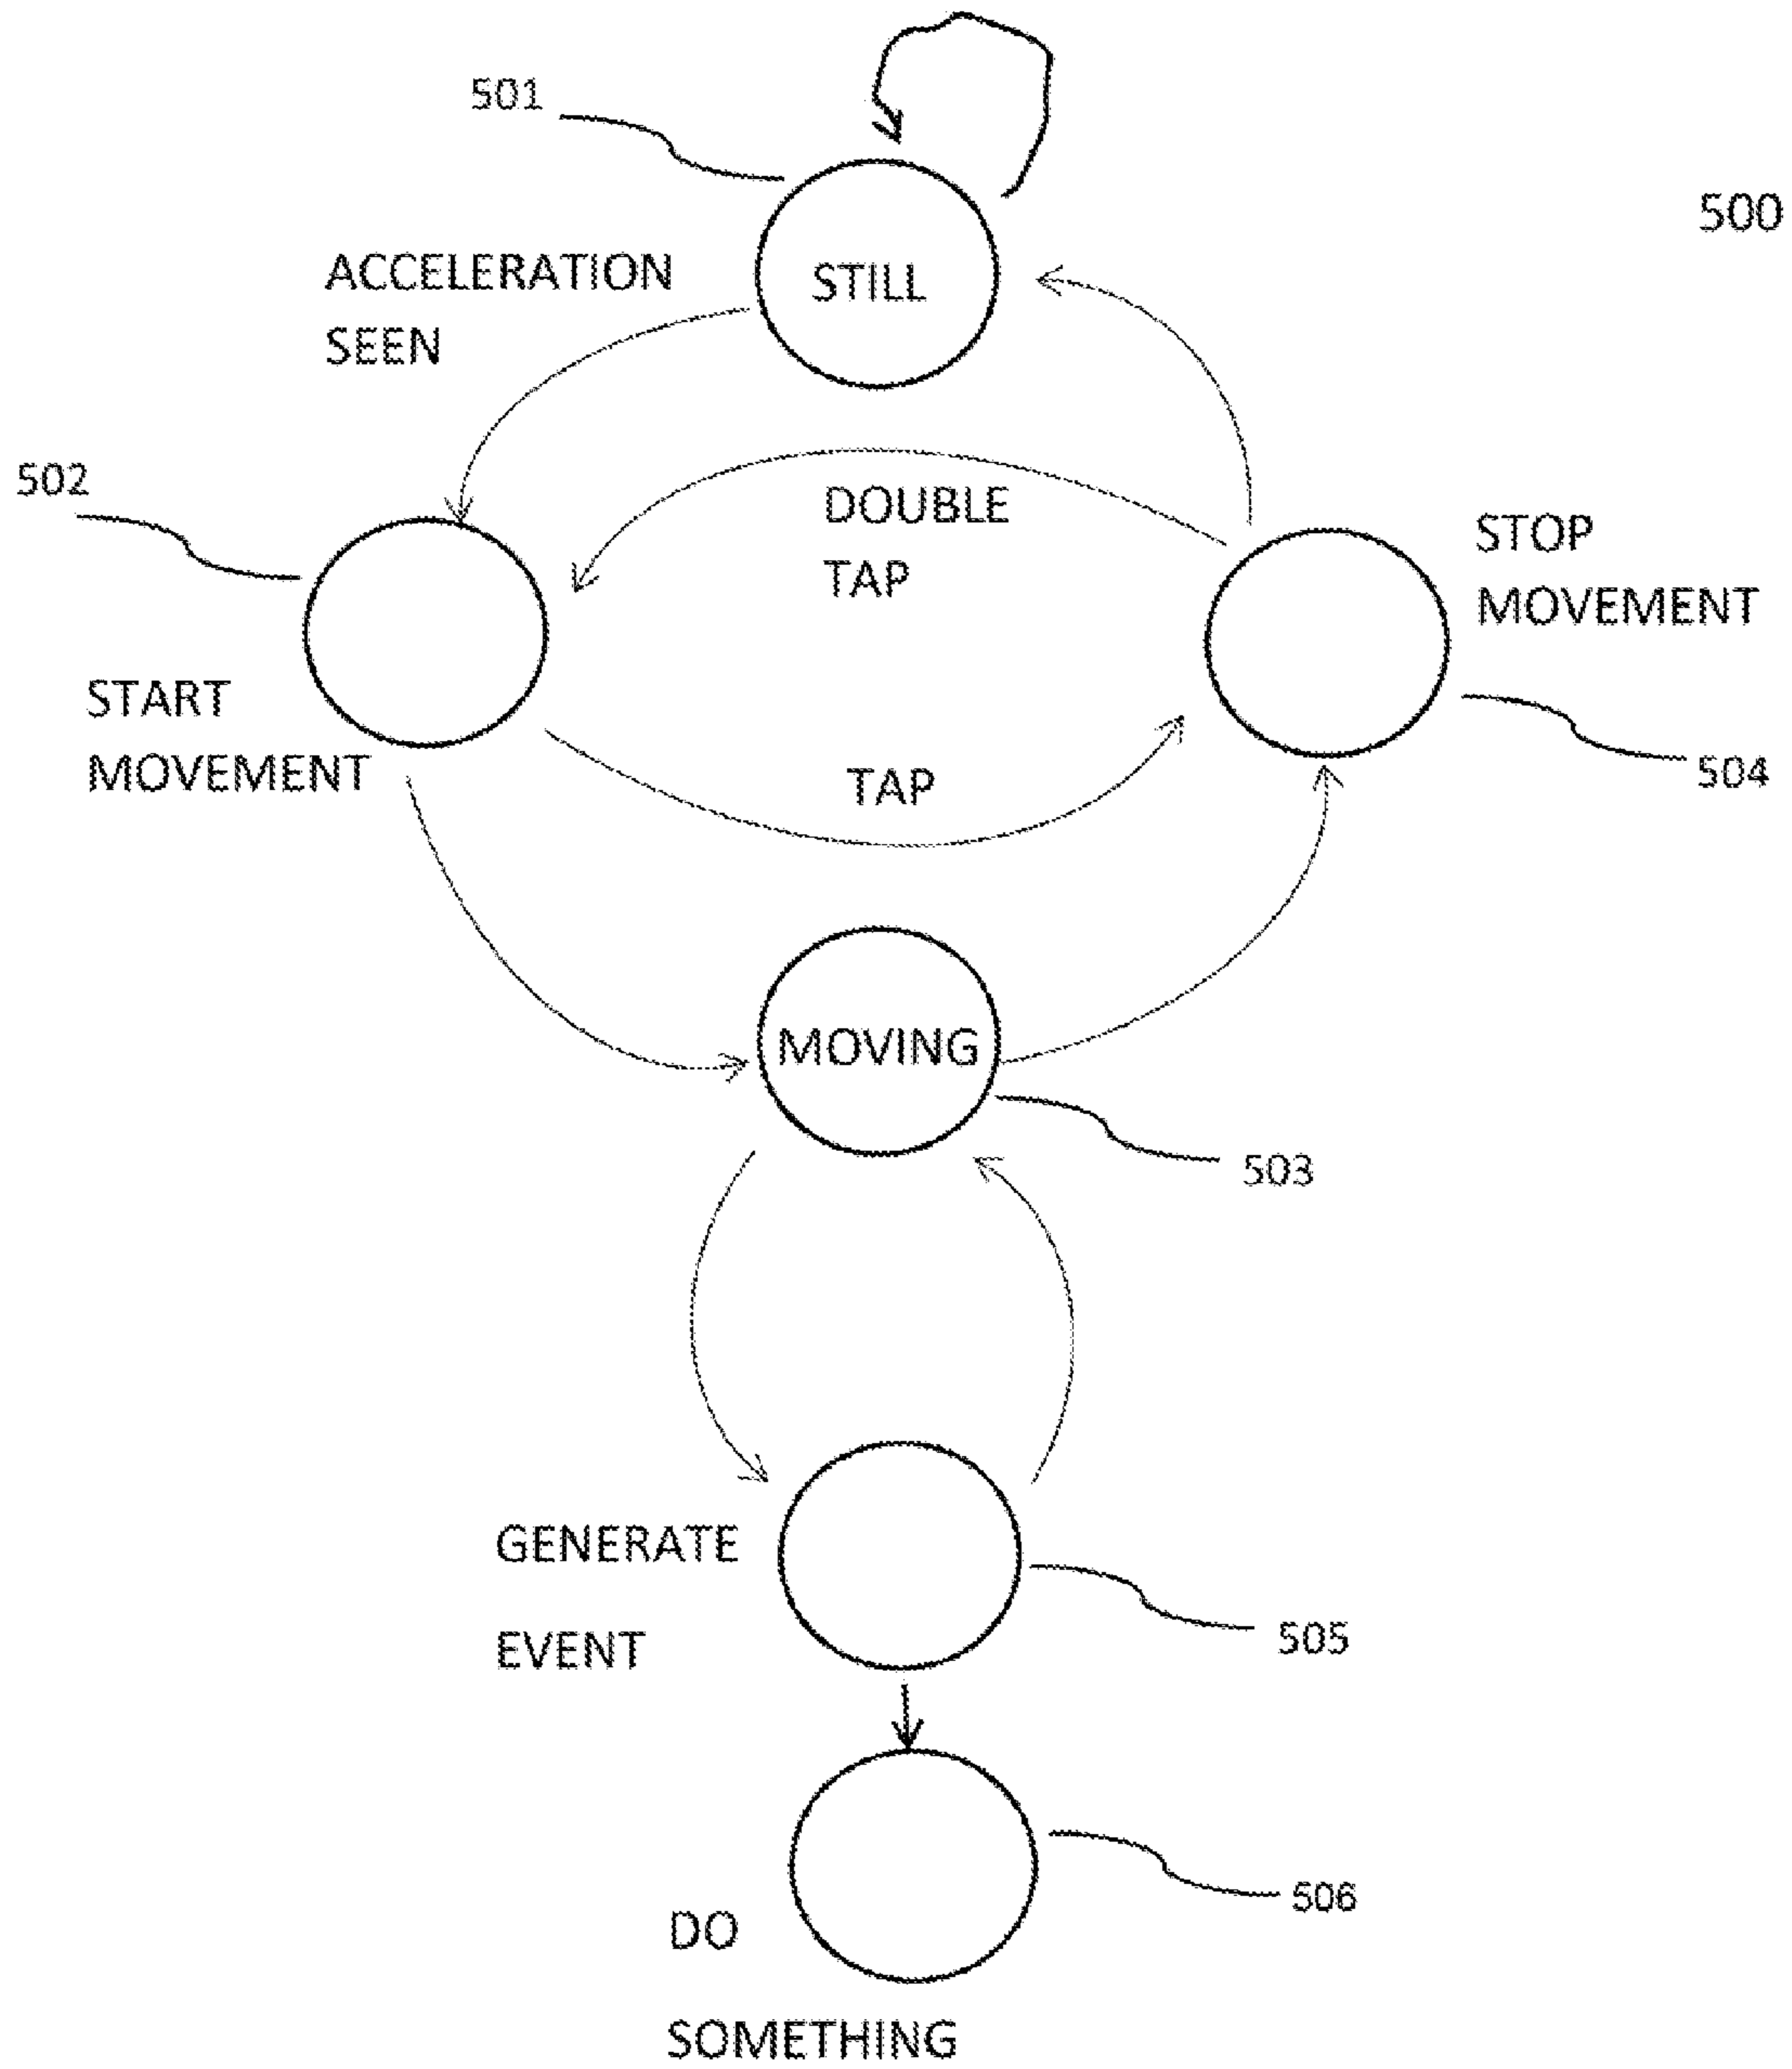 501
500
ACCELERATION
SEEN
STILL
502
DOUBLE
TAP
STOP
MOVEMENT
START
MOVEMENT
TAP
504
MOVING
503
GENERATE
EVENT
505
506
DO
SOMETHING